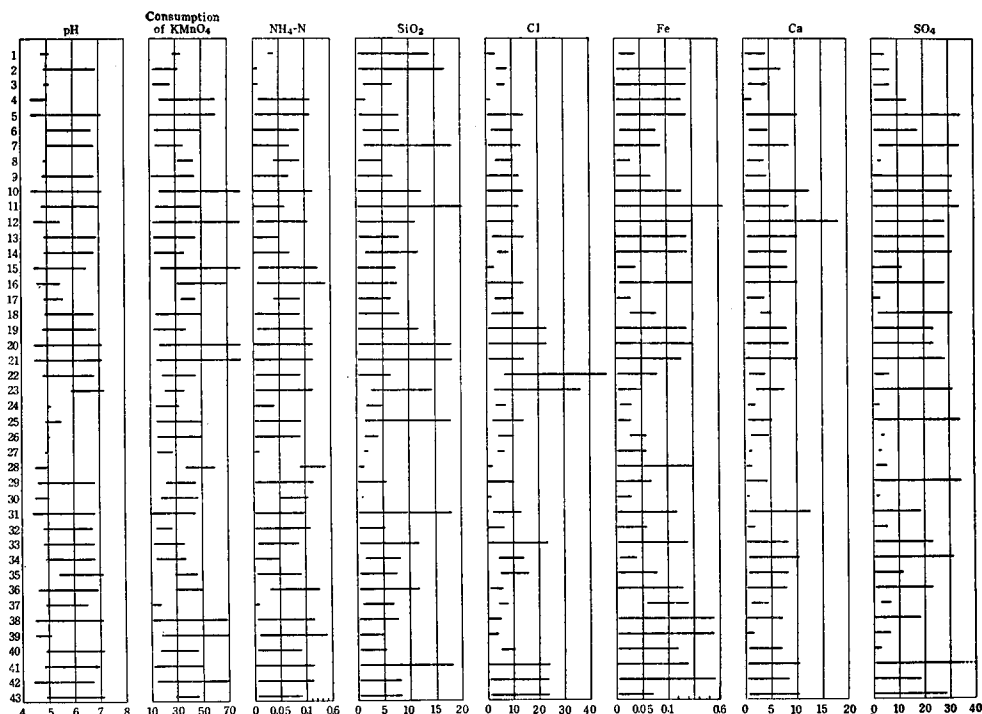 pH
Consumption
of KMnO₄
NH₄-N
SiO₂
Cl
Fe
Ca
SO₄
1
2
3
4
5
6
7
8
9
10
11
12
13
14
15
16
17
18
19
20
21
22
23
24
25
26
27
28
29
30
31
32
33
34
35
36
37
38
39
40
41
42
43
4 6 8
10 30 50 70
0 0.05 0.1 0.6
0 5 10 15 20
0 10 20 30 40
0 0.05 0.1 0.6
0 5 10 15 20
0 10 20 30 40